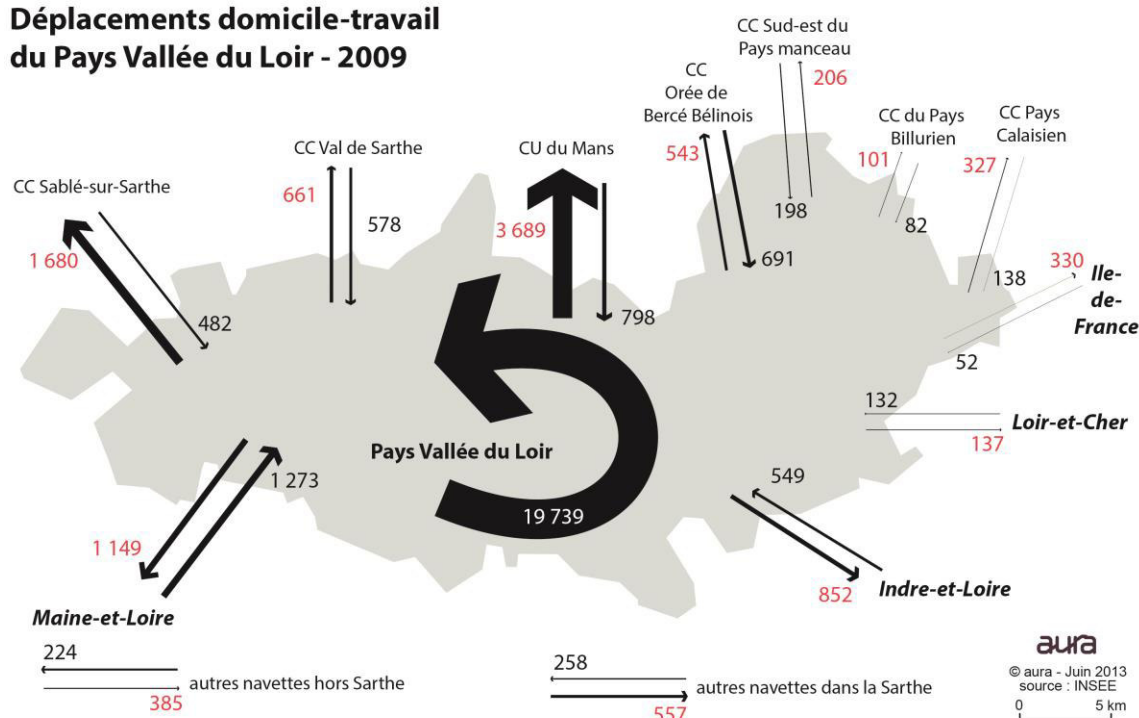 Déplacements domicile-travail
du Pays Vallée du Loir - 2009
CC Sud-est du
Pays manceau
206
198
CC
Orée de
Bercé Bélinois
543
691
CC du Pays
Billurien
101
82
CC Pays
Calaisien
327
138
CC Val de Sarthe
661
578
CU du Mans
3 689
798
CC Sablé-sur-Sarthe
1 680
482
330
Ile-
de-
France
52
132
Loir-et-Cher
137
Pays Vallée du Loir
19 739
1 273
1 149
Maine-et-Loire
549
852
Indre-et-Loire
224
autres navettes hors Sarthe
385
258
autres navettes dans la Sarthe
557
aura
© aura - Juin 2013
source : INSEE
0 5 km